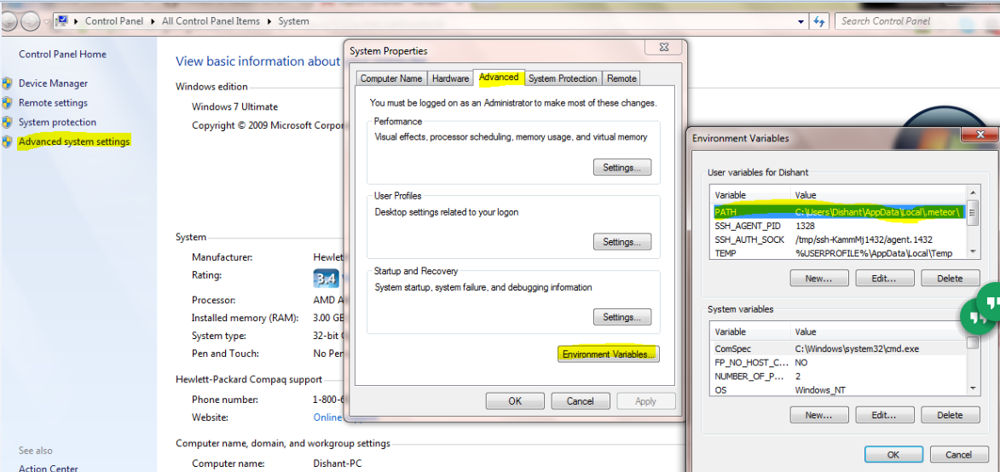 Control Panel ▸ All Control Panel Items ▸ System
Search Control Panel
Control Panel Home
Device Manager
Remote settings
System protection
Advanced system settings
See also
Action Center
View basic information about
Windows edition
Windows 7 Ultimate
Copyright © 2009 Microsoft Corpor
System
Manufacturer: Hewlet
Rating: 3.4
Processor: AMD A
Installed memory (RAM): 3.00 GB
System type: 32-bit
Pen and Touch: No Pen
Hewlett-Packard Compaq support
Phone number: 1-800-
Website: Online
Computer name, domain, and workgroup settings
Computer name: Dishant-PC
System Properties
Computer Name Hardware Advanced System Protection Remote
You must be logged on as an Administrator to make most of these changes.
Performance
Visual effects, processor scheduling, memory usage, and virtual memory
Settings...
User Profiles
Desktop settings related to your logon
Settings...
Startup and Recovery
System startup, system failure, and debugging information
Settings...
Environment Variables...
OK Cancel Apply
Environment Variables
User variables for Dishant
Variable Value
PATH C:\Users\Dishant\AppData\Local\.meteor\
SSH_AGENT_PID 1328
SSH_AUTH_SOCK /tmp/ssh-KammMj1432/agent.1432
TEMP %USERPROFILE%\AppData\Local\Temp
New... Edit... Delete
System variables
Variable Value
ComSpec C:\Windows\system32\cmd.exe
FP_NO_HOST_C... NO
NUMBER_OF_P... 2
OS Windows_NT
New... Edit... Delete
OK Cancel